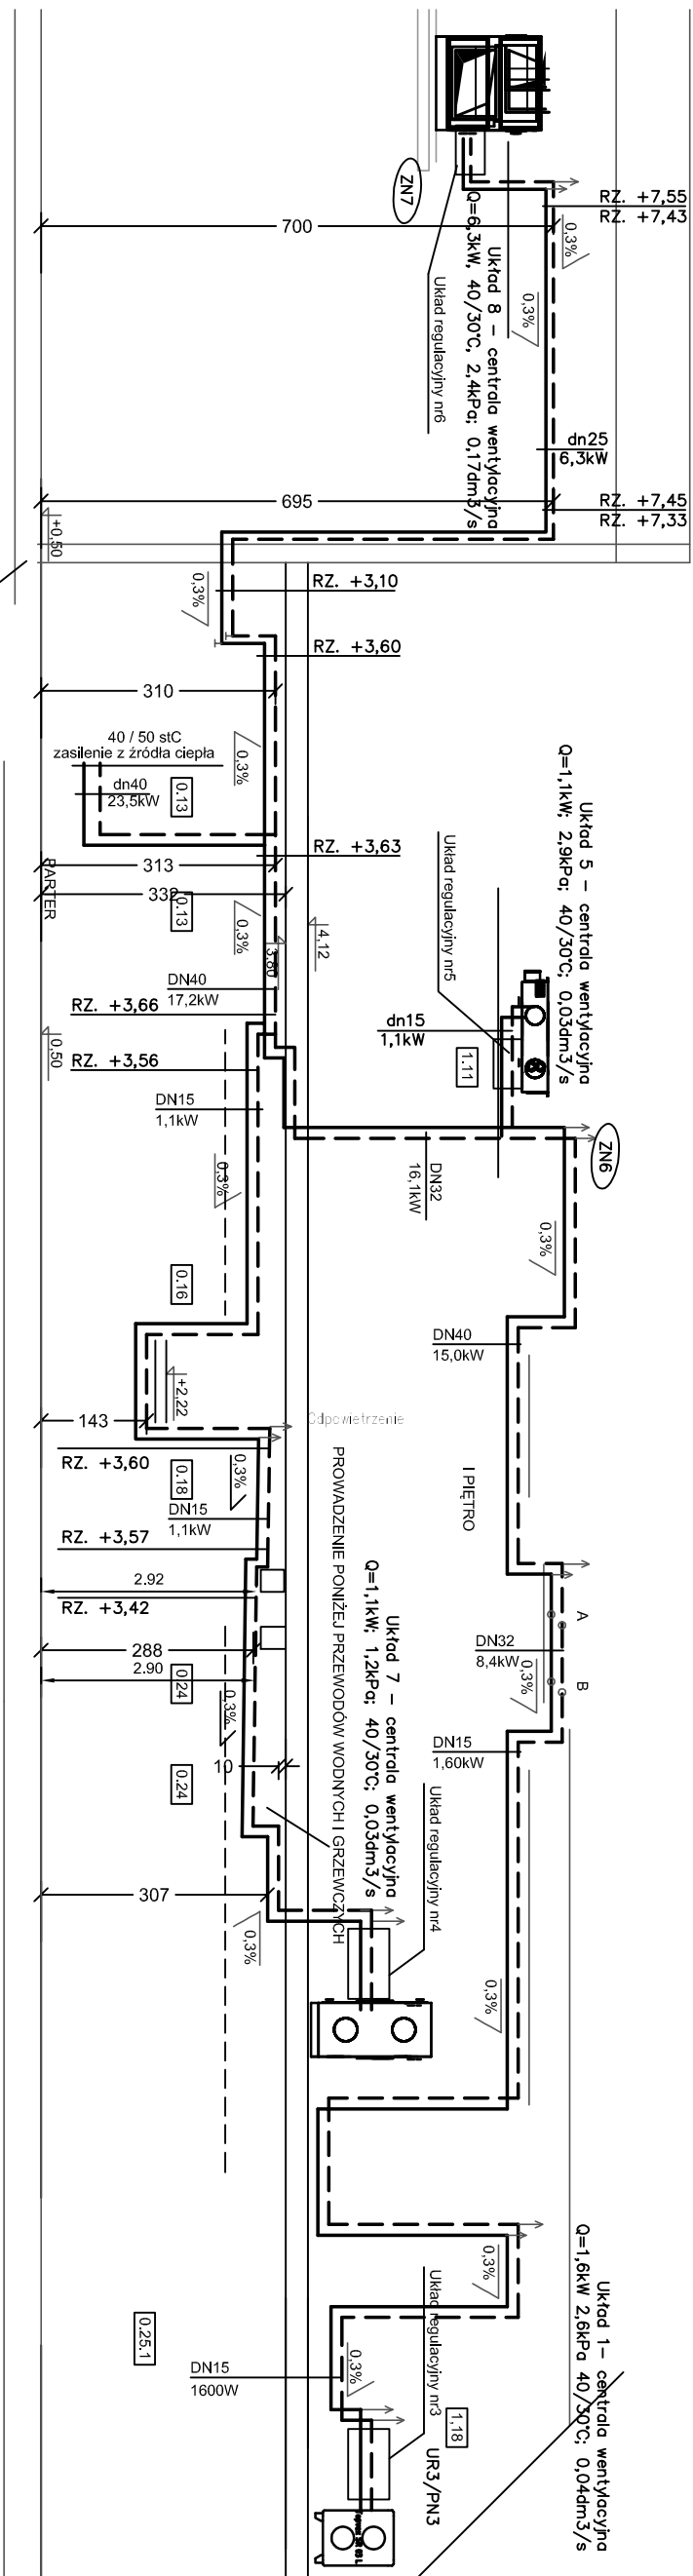 ZN7
RZ. +7,55
RZ. +7,43
700
0,3%
0,3%
Układ 8 – centrala wentylacyjna
Q=6,3kW, 40/30°C, 2,4kPa; 0,17dm3/s
Układ regulacyjny nr6
dn25
6,3kW
695
RZ. +7,45
RZ. +7,33
+0,50
0,3%
RZ. +3,10
RZ. +3,60
310
40 / 50 stC
zasilenie z źródła ciepła
dn40
23,5kW
0.13
0,3%
RZ. +3,63
313
332
0.13
PARTER
0,3%
3,80
4,12
Układ 5 – centrala wentylacyjna
Q=1,1kW; 2,9kPa; 40/30°C; 0,03dm3/s
Układ regulacyjny nr5
DN40
17,2kW
RZ. +3,66
dn15
1,1kW
1.11
0,50
RZ. +3,56
DN15
1,1kW
ZN6
DN32
16,1kW
0,3%
0,3%
0.16
DN40
15,0kW
+2,22
143
Odpowietrzenie
RZ. +3,60
0.18
0,3%
I PIĘTRO
DN15
1,1kW
RZ. +3,57
2.92
RZ. +3,42
A
DN32
8,4kW
0,3%
B
288
2.90
0.24
0,3%
PROWADZENIE PONIŻEJ PRZEWODÓW WODNYCH I GRZEWCZYCH
Układ 7 – centrala wentylacyjna
Q=1,1kW; 1,2kPa; 40/30°C; 0,03dm3/s
DN15
1,60kW
10
0.24
Układ regulacyjny nr4
307
0,3%
0,3%
0,3%
Układ 1– centrala wentylacyjna
Q=1,6kW 2,6kPa 40/30°C; 0,04dm3/s
Układ regulacyjny nr3
0.25.1
DN15
1600W
0,3%
1,18
UR3/PN3